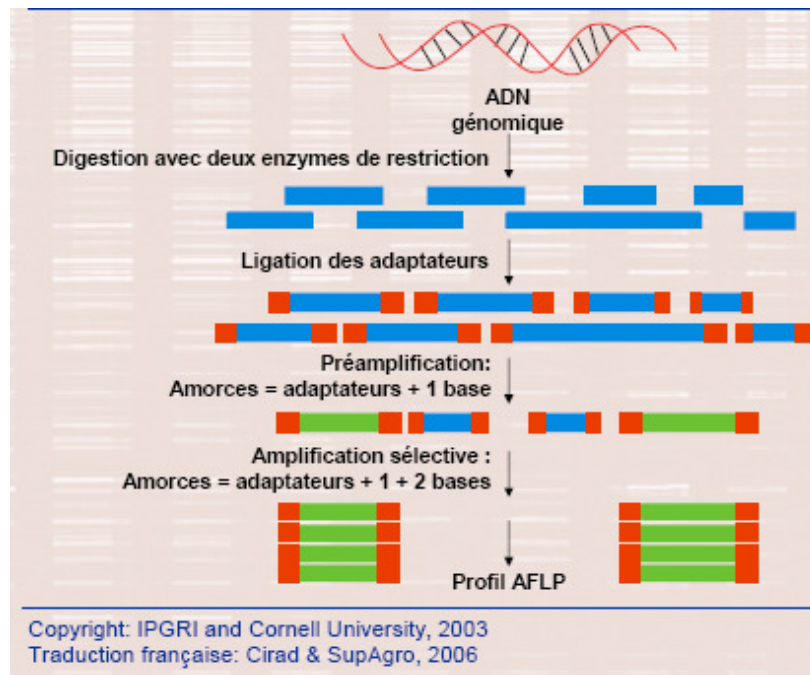 ADN
génomique
Digestion avec deux enzymes de restriction
Ligation des adaptateurs
Préamplification:
Amorces = adaptateurs + 1 base
Amplification sélective :
Amorces = adaptateurs + 1 + 2 bases
Profil AFLP
Copyright: IPGRI and Cornell University, 2003
Traduction française: Cirad & SupAgro, 2006